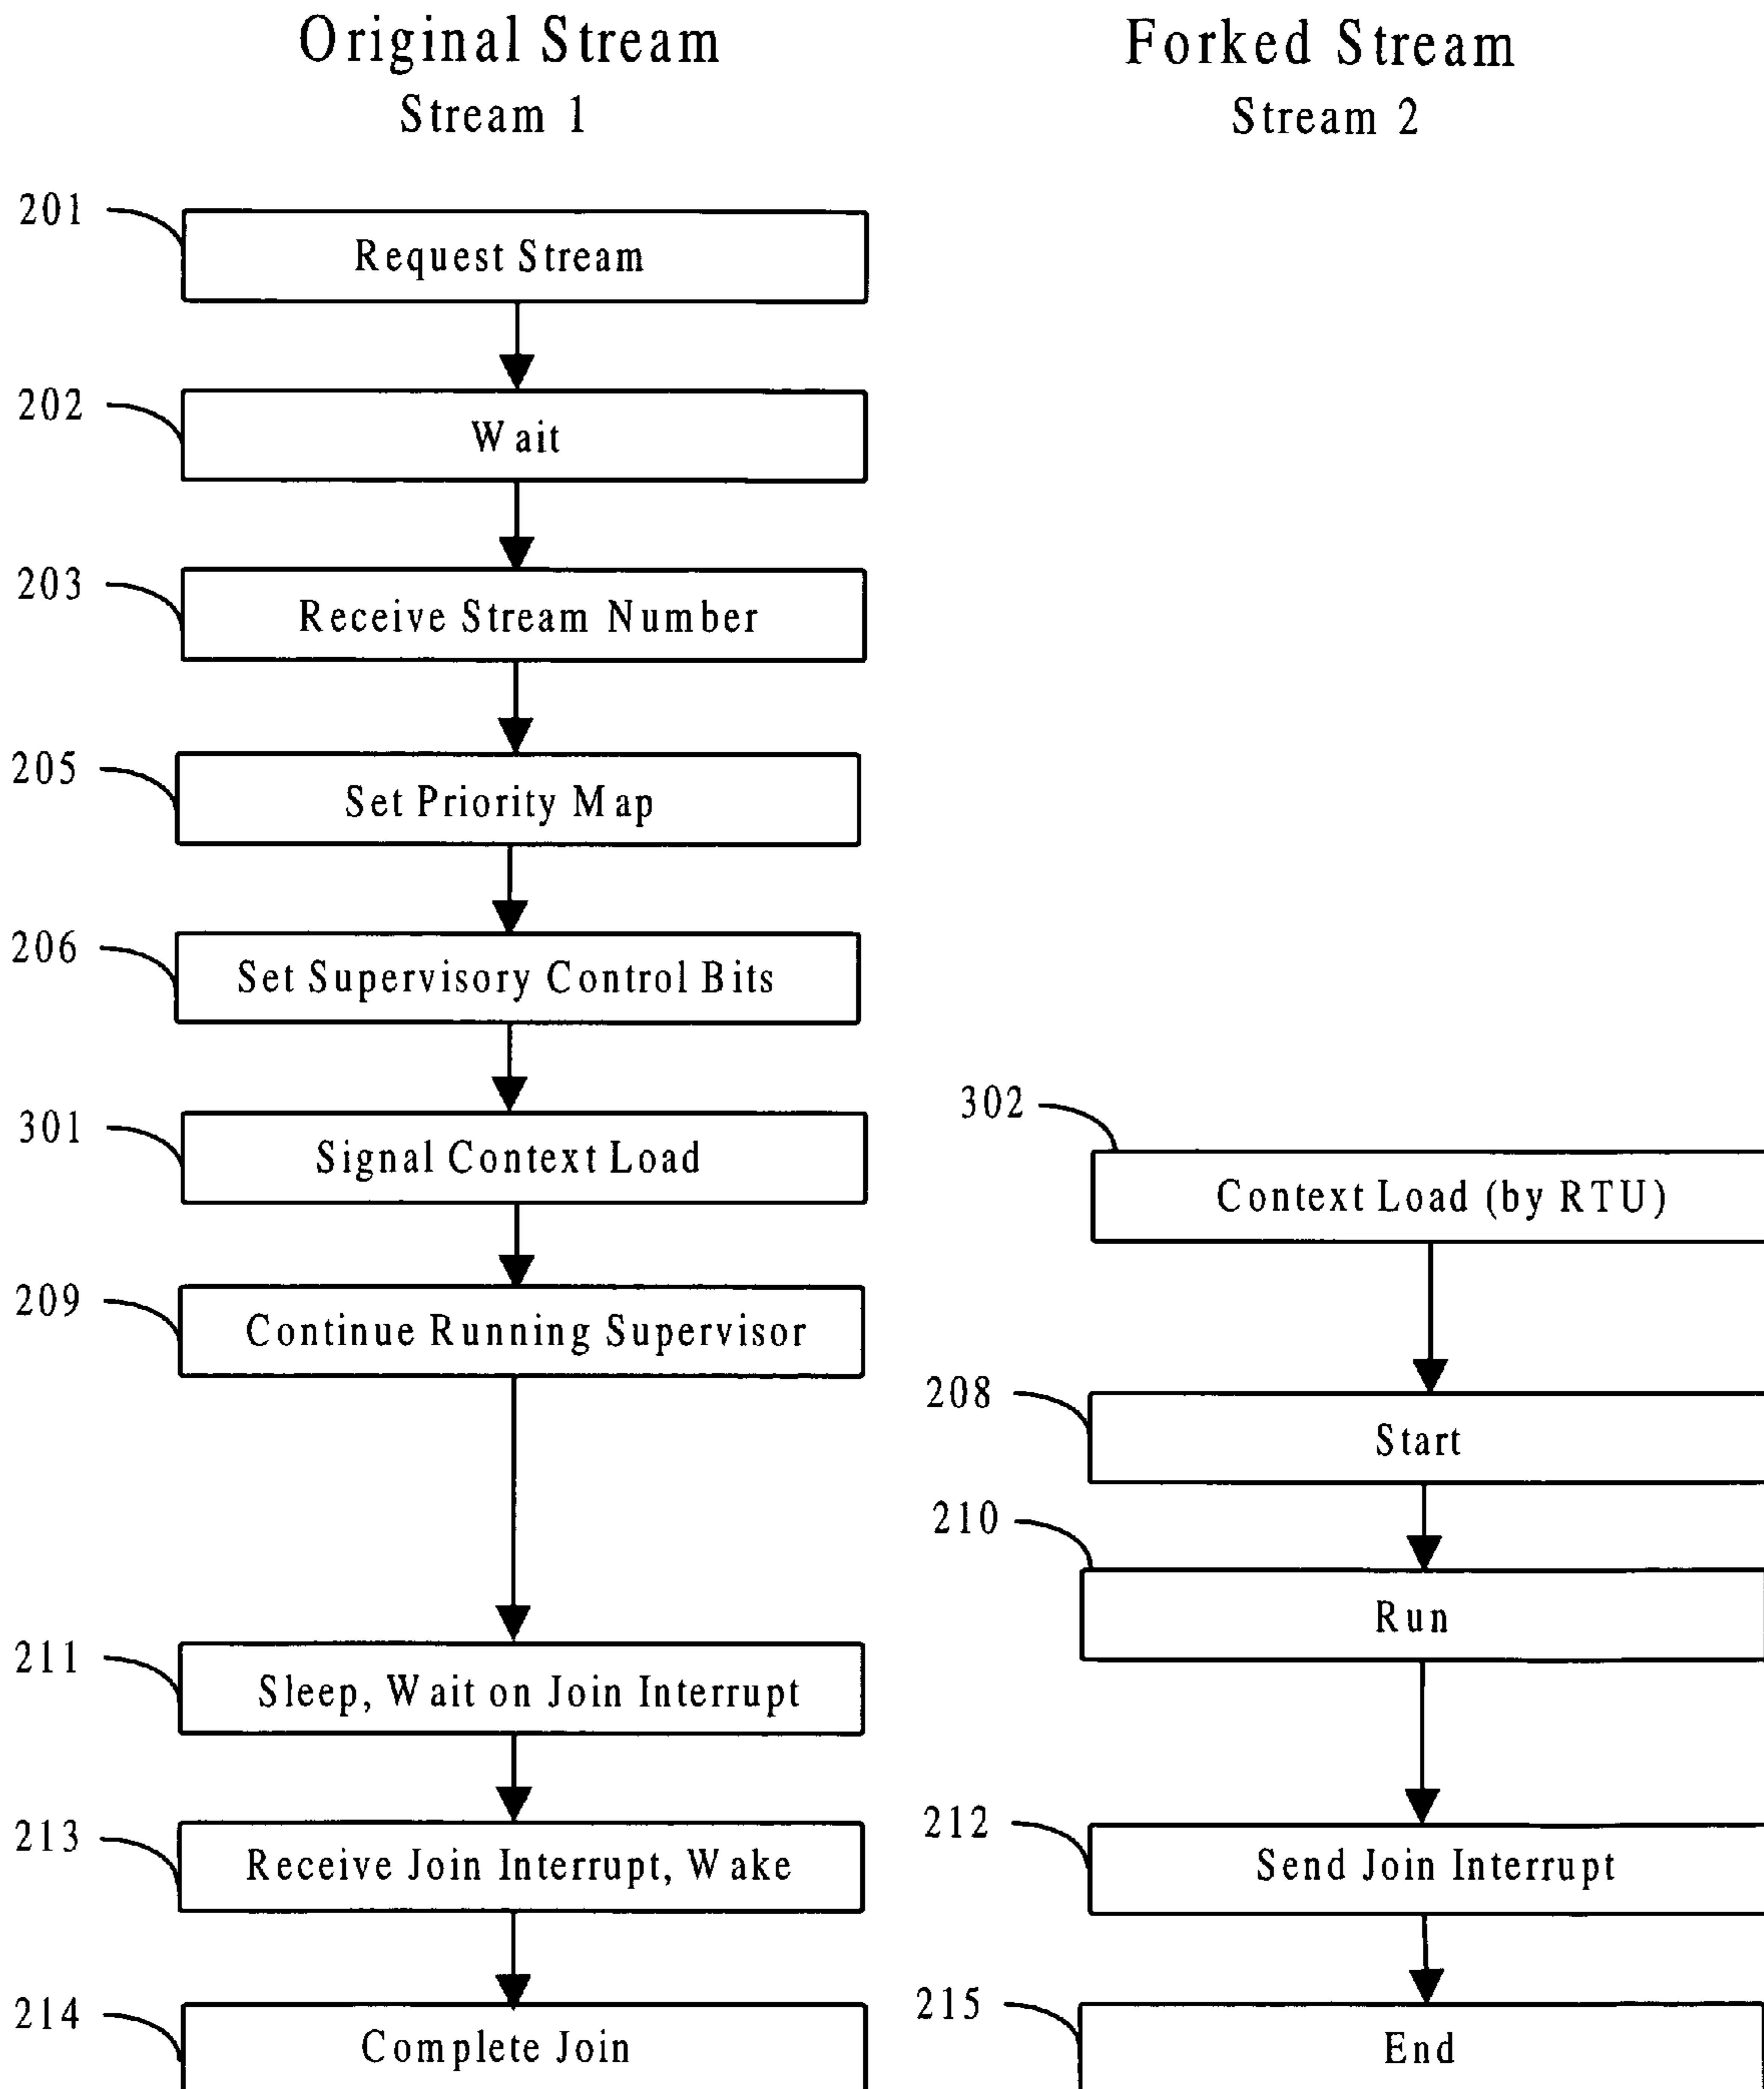 Original Stream
Stream 1
201
Request Stream
202
Wait
203
Receive Stream Number
205
Set Priority Map
206
Set Supervisory Control Bits
301
Signal Context Load
209
Continue Running Supervisor
211
Sleep, Wait on Join Interrupt
213
Receive Join Interrupt, Wake
214
Complete Join
Forked Stream
Stream 2
302
Context Load (by RTU)
208
Start
210
Run
212
Send Join Interrupt
215
End